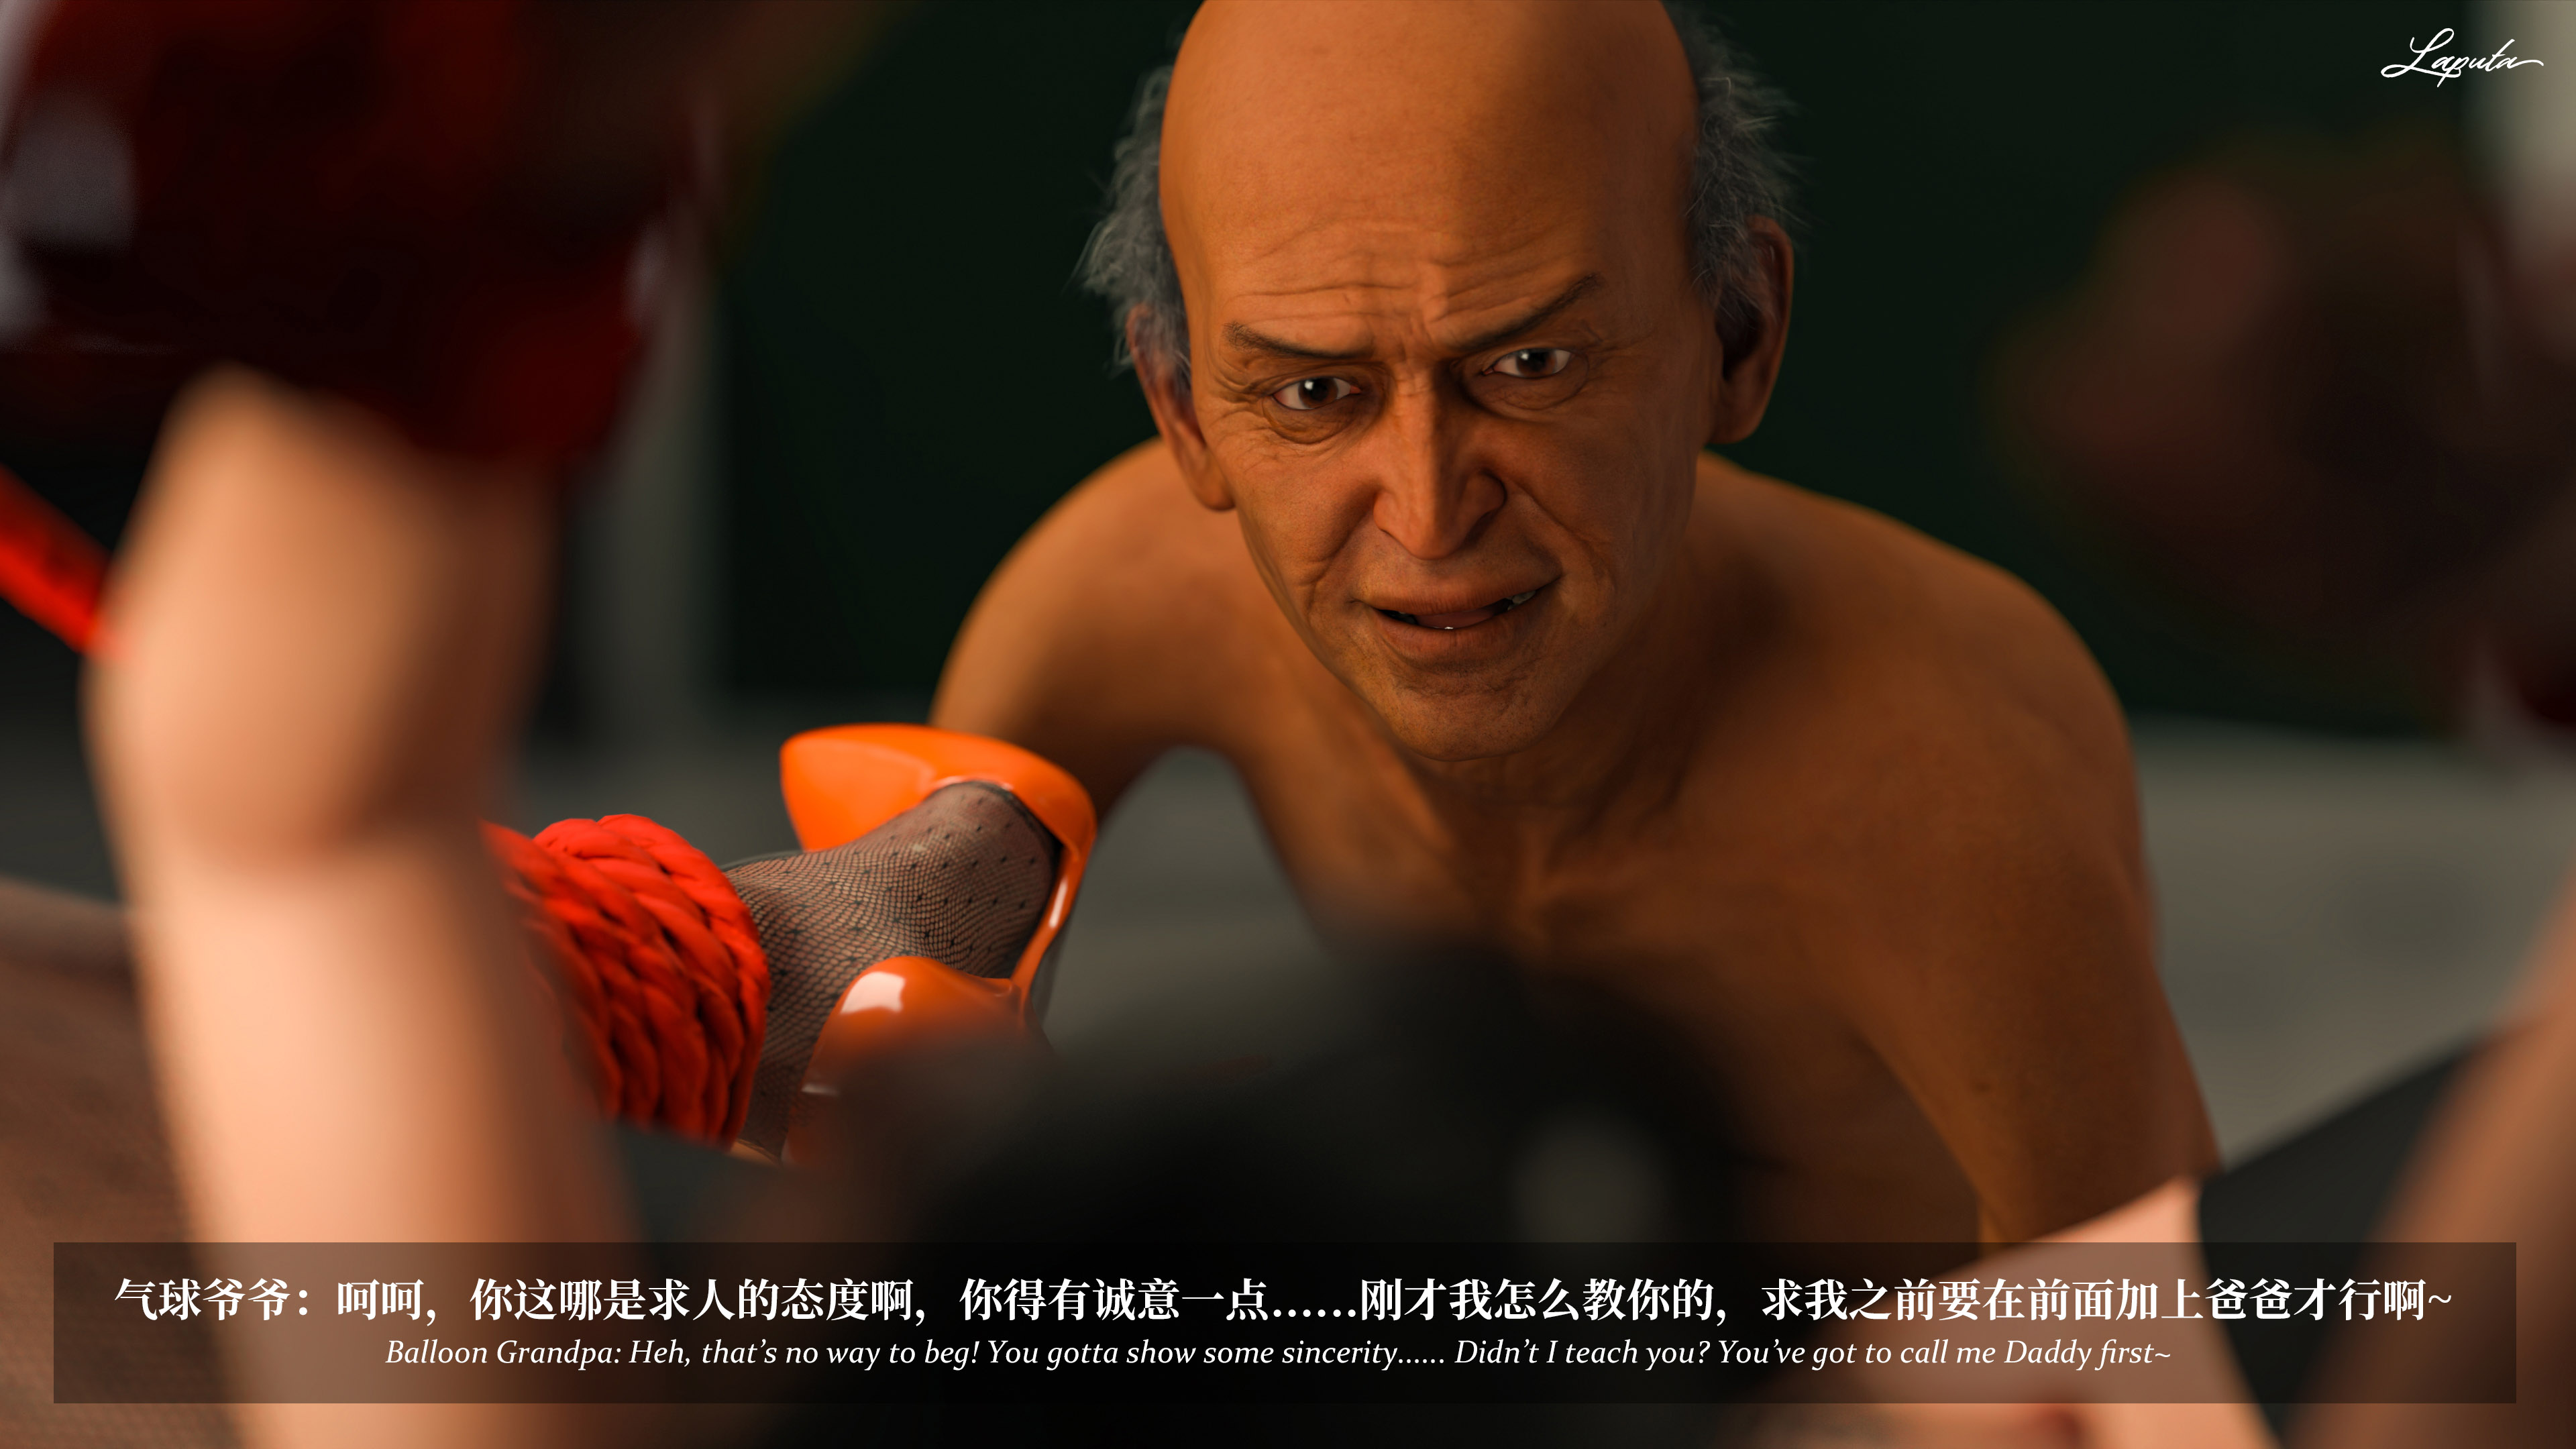 Laputa
气球爷爷：呵呵，你这哪是求人的态度啊，你得有诚意一点……刚才我怎么教你的，求我之前要在前面加上爸爸才行啊~
Balloon Grandpa: Heh, that’s no way to beg! You gotta show some sincerity...... Didn’t I teach you? You’ve got to call me Daddy first~